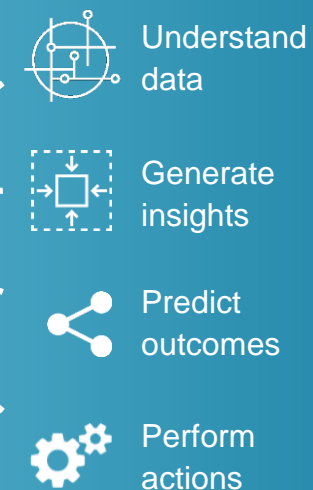 Understand
data
Generate
insights
Predict
outcomes
Perform
actions